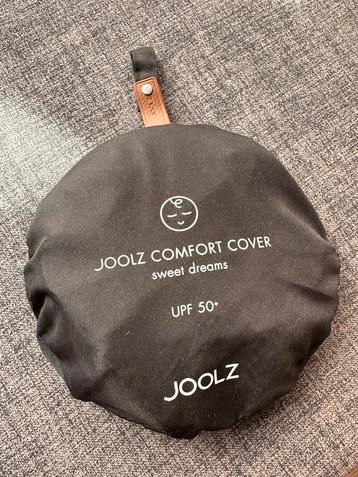 JOOLZ COMFORT COVER
sweet dreams
UPF 50+
JOOLZ